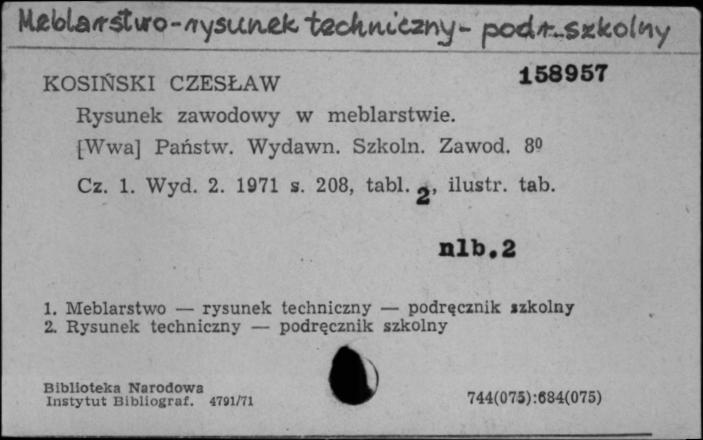 Meblarstwo-rysunek techniczny- podr.szkolny
158957
KOSIŃSKI CZESŁAW
Rysunek zawodowy w meblarstwie.
[Wwa] Państw. Wydawn. Szkoln. Zawod. 8º
Cz. 1. Wyd. 2. 1971 s. 208, tabl. 2, ilustr. tab.
nlb.2
1. Meblarstwo — rysunek techniczny — podręcznik szkolny
2. Rysunek techniczny — podręcznik szkolny
Biblioteka Narodowa
Instytut Bibliograf. 4791/71
744(075):684(075)